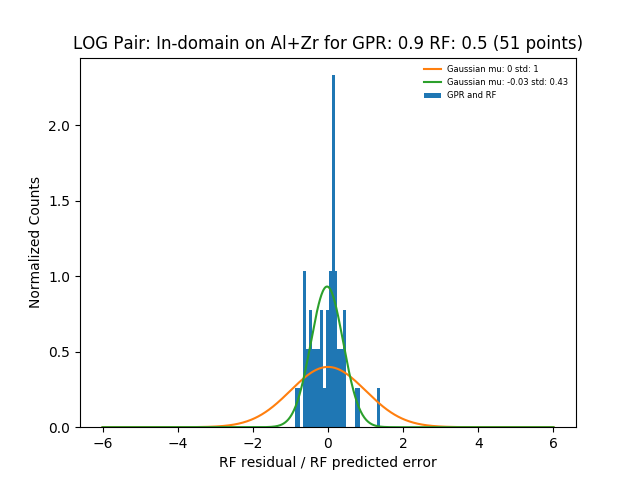 LOG Pair: In-domain on Al+Zr for GPR: 0.9 RF: 0.5 (51 points)
Gaussian mu: 0 std: 1
Gaussian mu: -0.03 std: 0.43
GPR and RF
Normalized Counts
2.0
1.5
1.0
0.5
0.0
−6
−4
−2
0
2
4
6
RF residual / RF predicted error